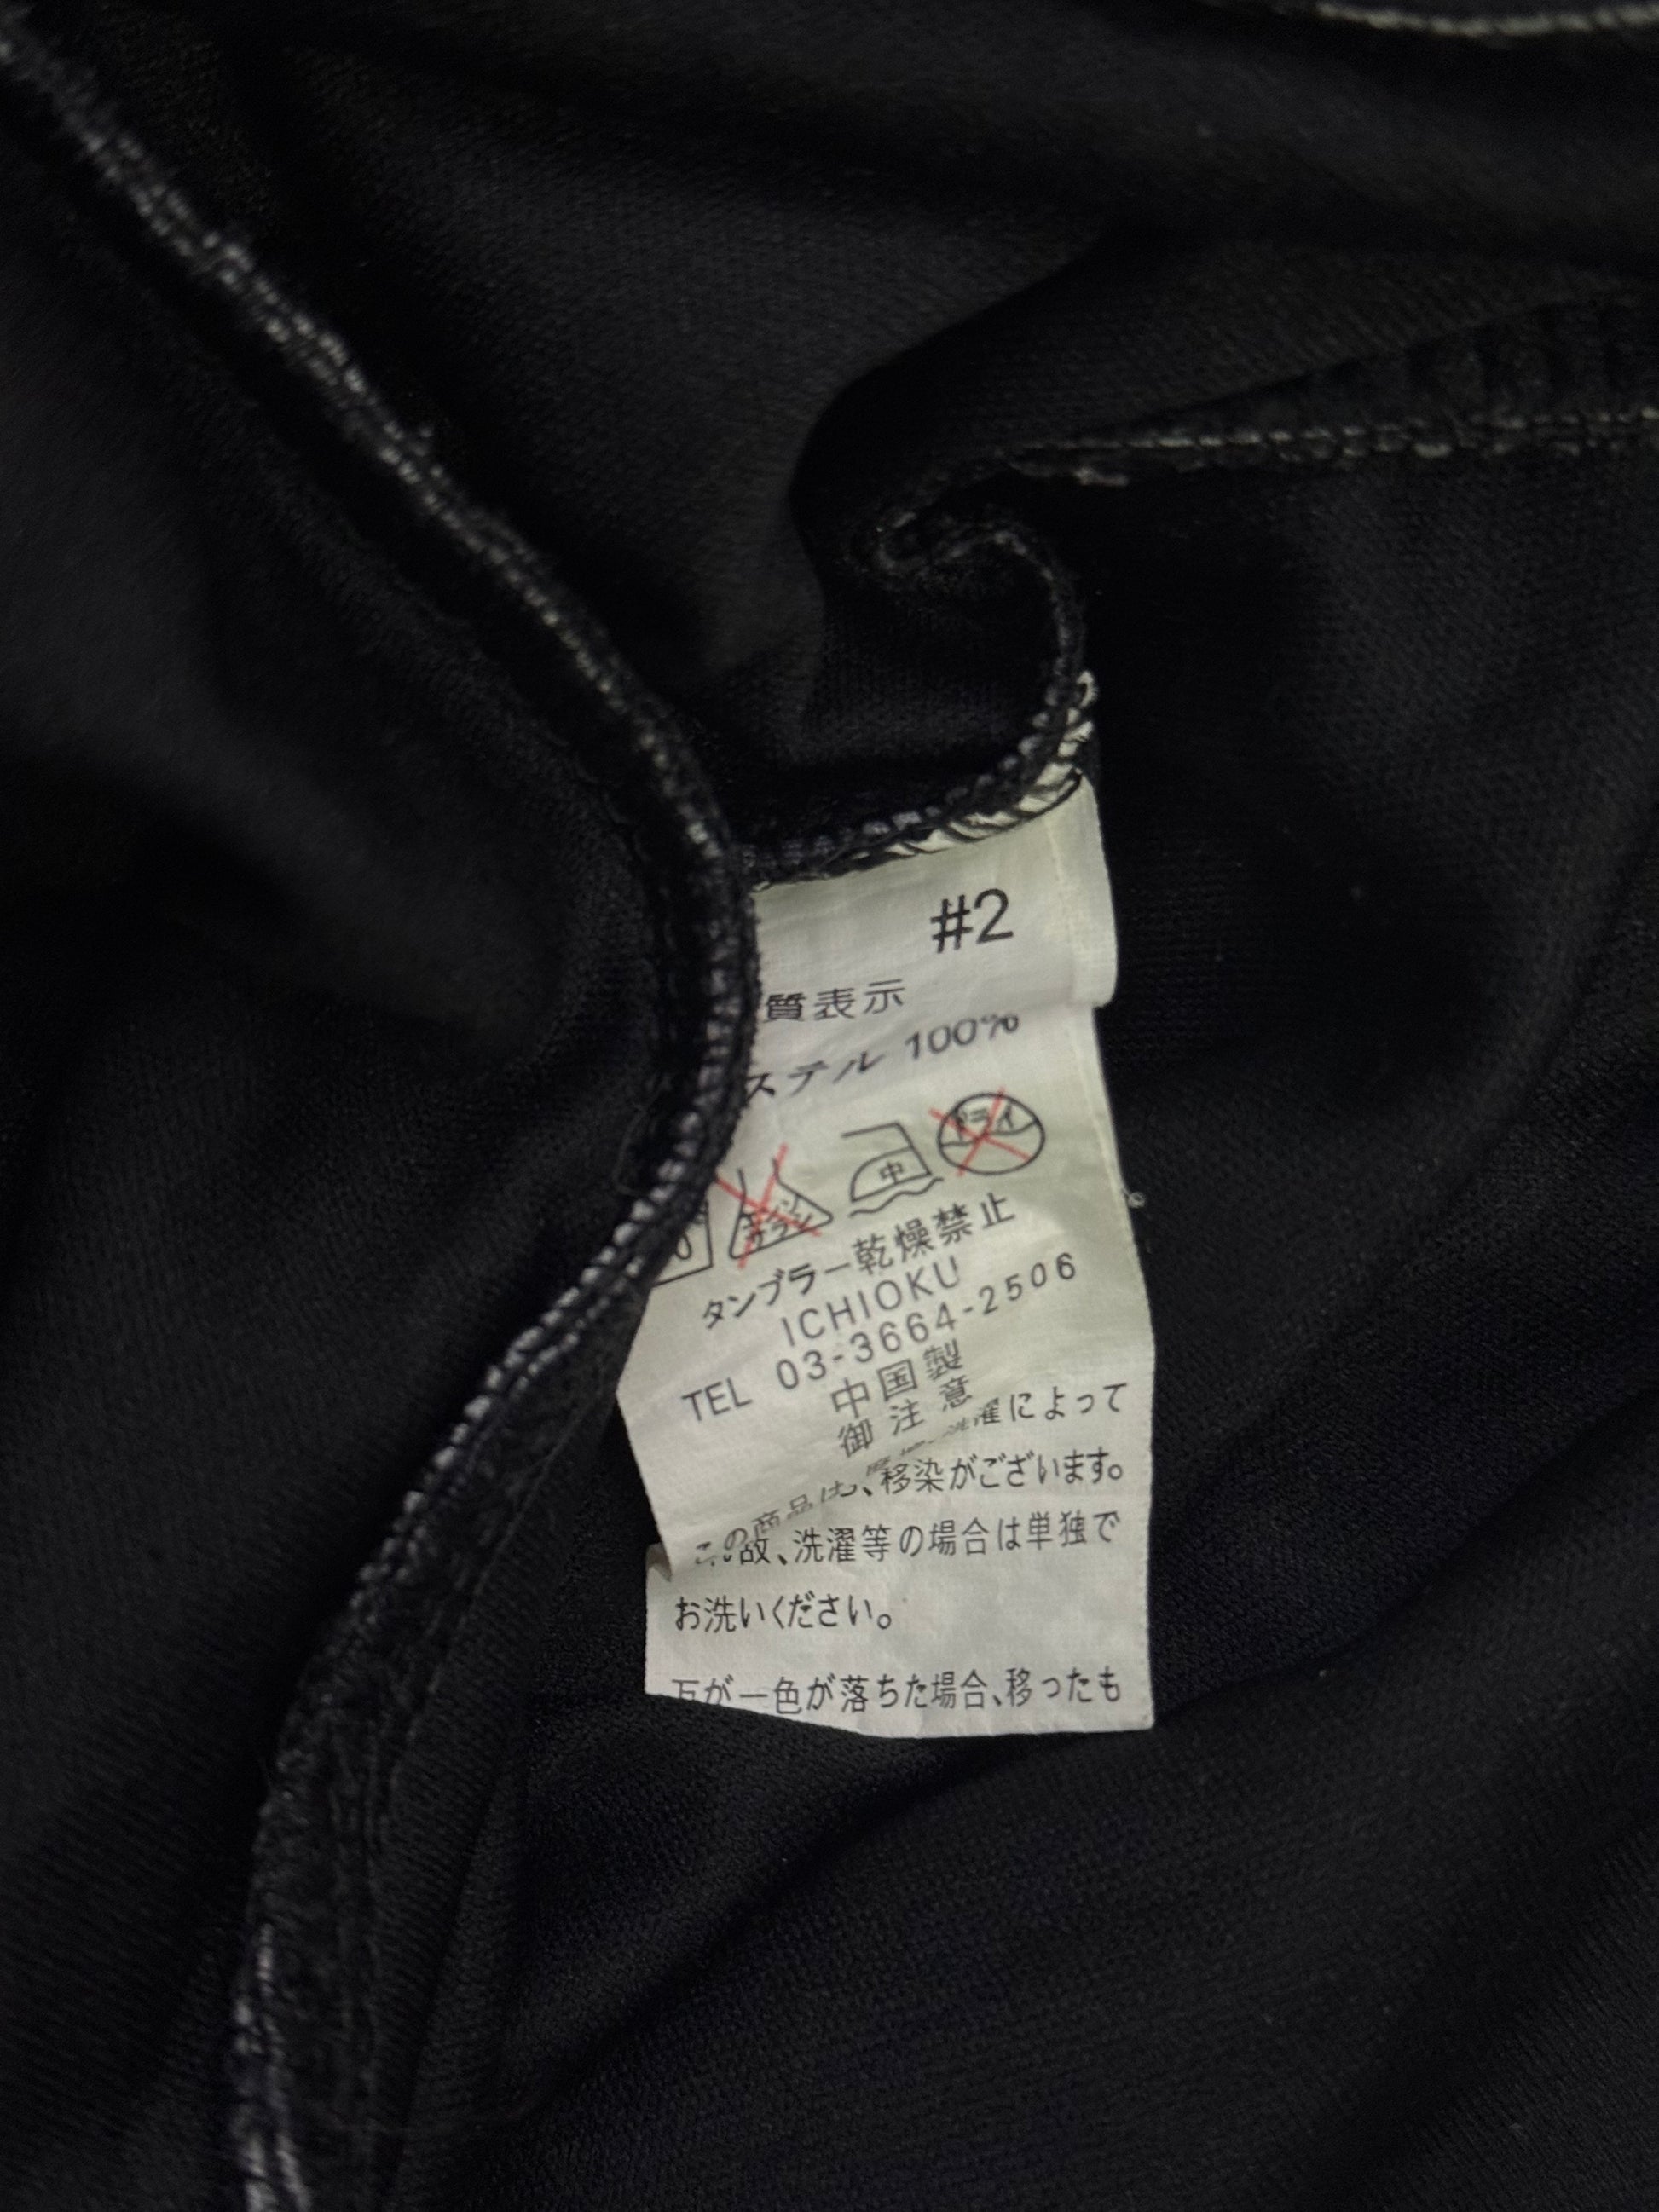 #2
質表示
ステル 100%
中 ドライ
タンブラー乾燥禁止
ICHIOKU
TEL 03-3664-2506
中国製
御注意
この商品は、 洗濯によって
移染がございます。
故、洗濯等の場合は単独で
お洗いください。
万が一色が落ちた場合、移ったも